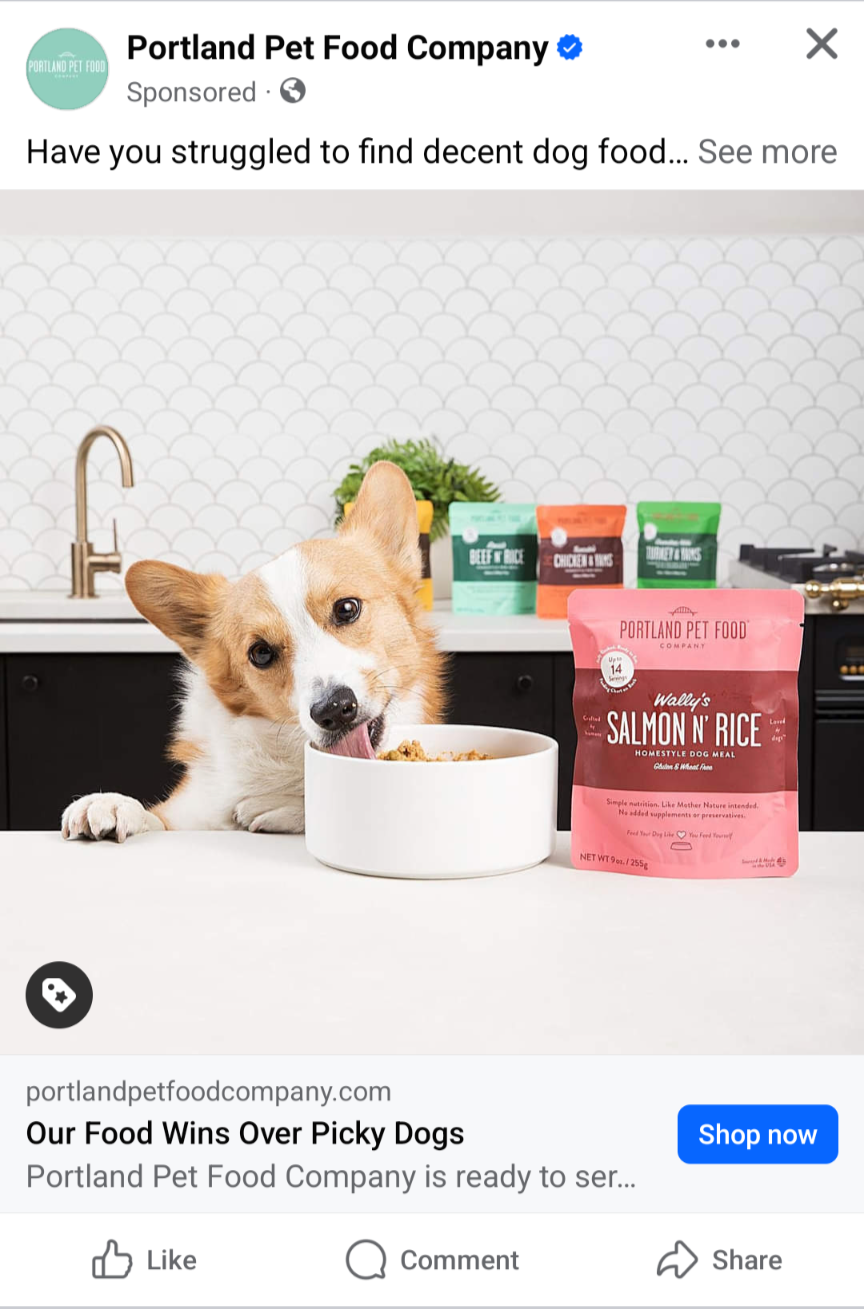 PORTLAND PET FOOD
COMPANY
Portland Pet Food Company
Sponsored ·
Have you struggled to find decent dog food... See more
BEEF N' RICE
CHICKEN & YAMS
TURKEY & YAMS
PORTLAND PET FOOD
COMPANY
Up to
14
Servings
Wally's
Crafted
by
humans
SALMON N' RICE
Loved
by
dogs
HOMESTYLE DOG MEAL
Gluten & Wheat Free
Simple nutrition. Like Mother Nature intended.
No added supplements or preservatives.
Feed Your Dog Like You Feed Yourself
NET WT 9 oz. / 255g
Sourced & Made
in the USA
portlandpetfoodcompany.com
Our Food Wins Over Picky Dogs
Portland Pet Food Company is ready to ser...
Shop now
Like
Comment
Share